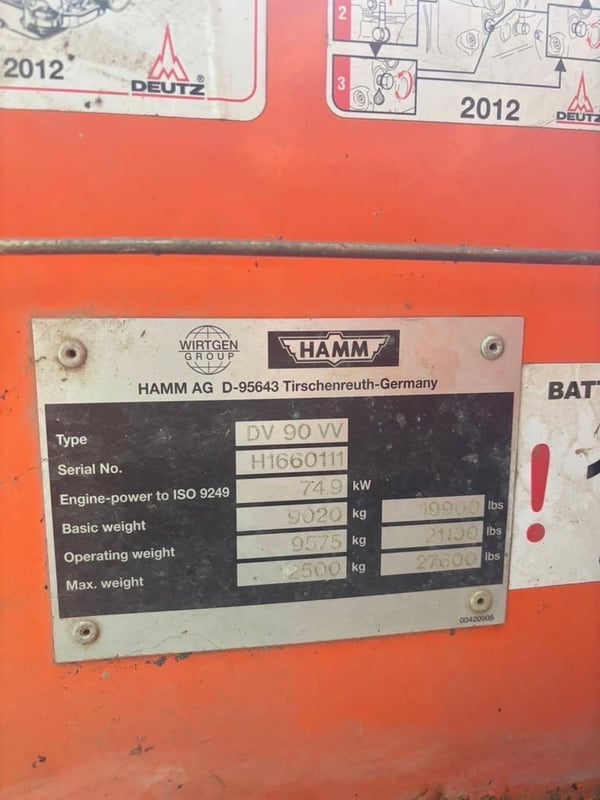 2012
DEUTZ®
2
3
2012
DEUTZ
WIRTGEN
GROUP
HAMM
HAMM AG D-95643 Tirschenreuth-Germany
Type DV 90 VV
Serial No. H1660111
Engine-power to ISO 9249 74.9 kW
Basic weight 9020 kg 19900 lbs
Operating weight 9575 kg 21100 lbs
Max. weight 12500 kg 27600 lbs
00420905
BATT
!